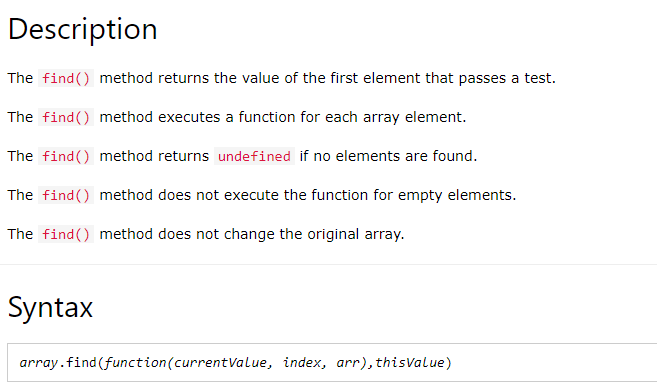 Description
The find() method returns the value of the first element that passes a test.
The find() method executes a function for each array element.
The find() method returns undefined if no elements are found.
The find() method does not execute the function for empty elements.
The find() method does not change the original array.
Syntax
array.find(function(currentValue, index, arr),thisValue)